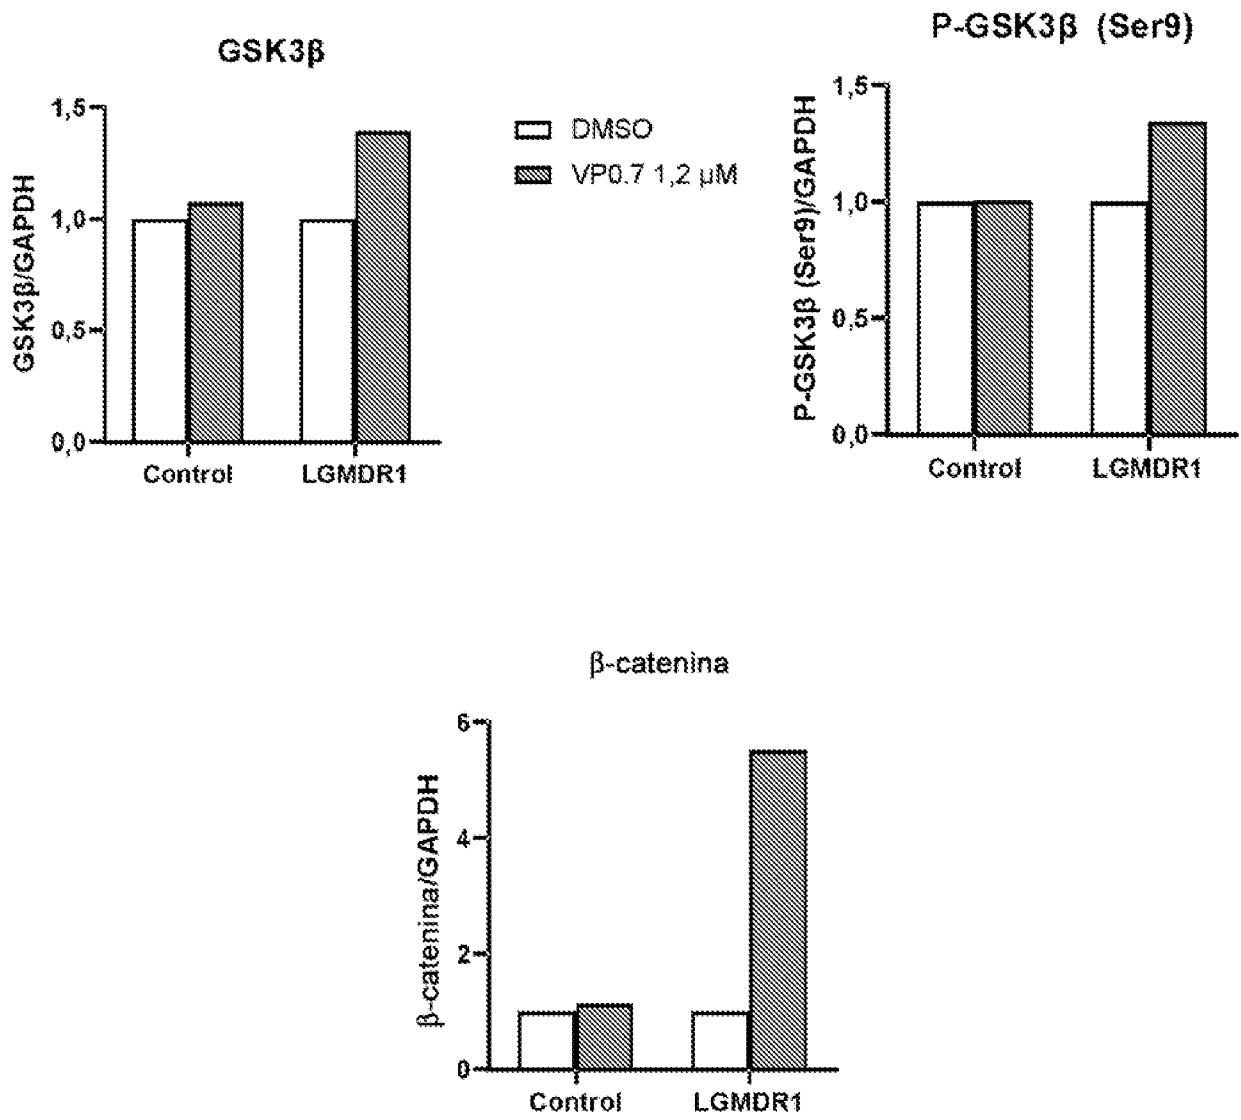 GSK3β
GSK3β/GAPDH
1,5
1,0
0,5
0,0
Control
LGMDR1
DMSO
VP0.7 1,2 µM
P-GSK3β (Ser9)
P-GSK3β (Ser9)/GAPDH
1,5
1,0
0,5
0,0
Control
LGMDR1
β-catenina
β-catenina/GAPDH
6
4
2
0
Control
LGMDR1